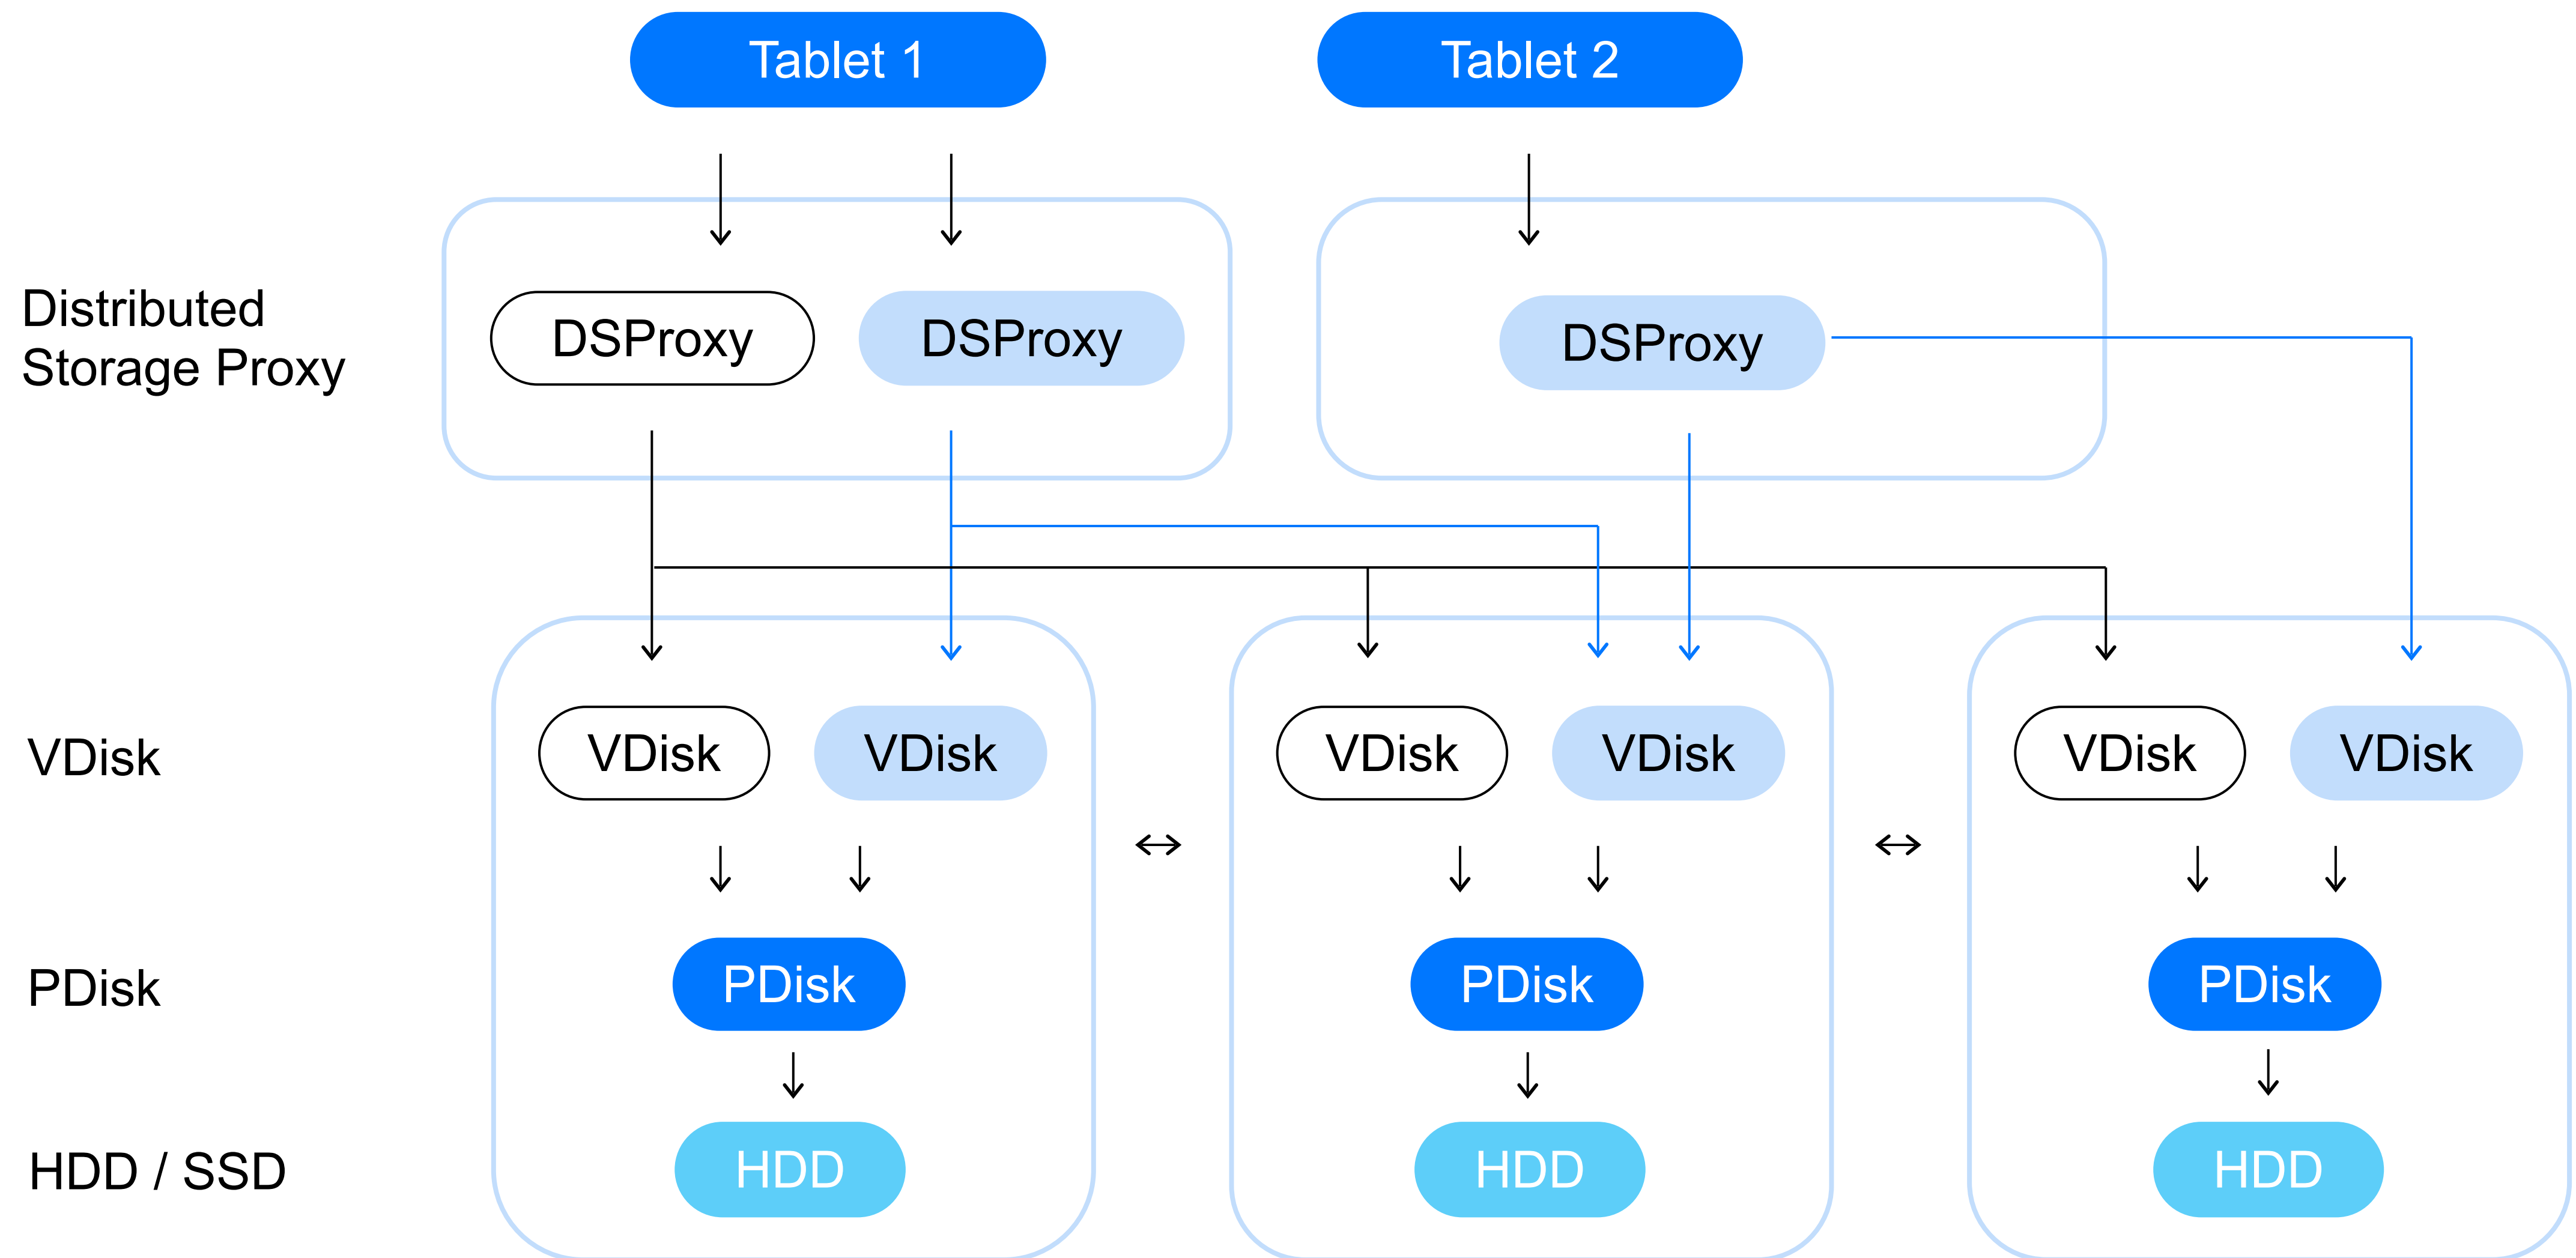 Tablet 1
Tablet 2
Distributed
Storage Proxy
DSProxy
DSProxy
DSProxy
VDisk
VDisk
VDisk
VDisk
VDisk
VDisk
VDisk
PDisk
PDisk
PDisk
PDisk
HDD / SSD
HDD
HDD
HDD